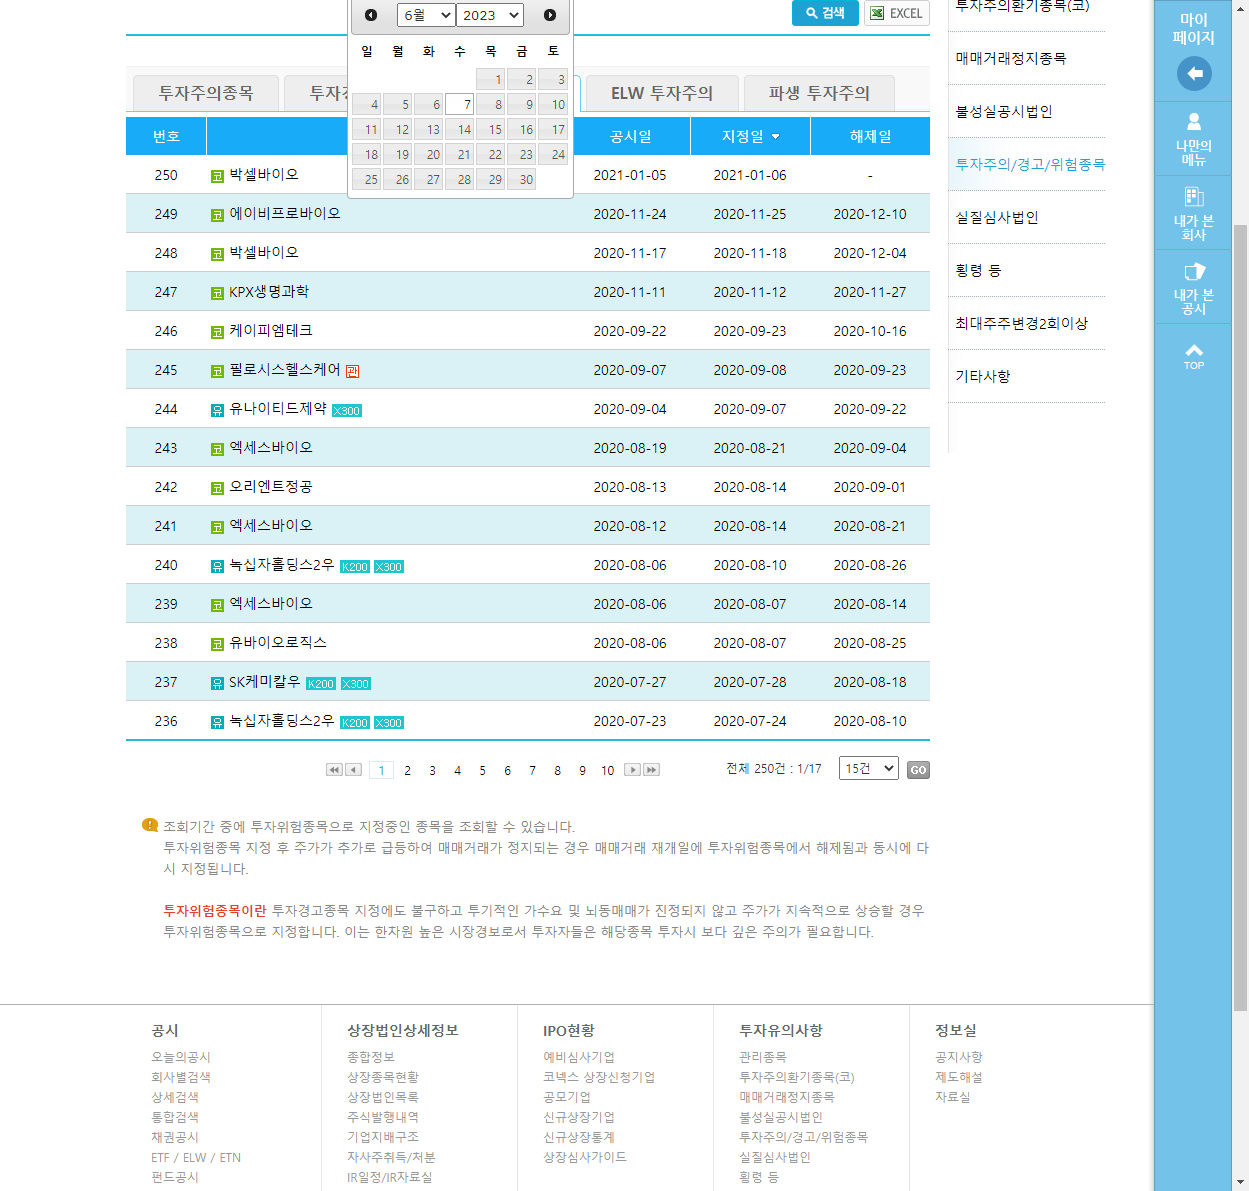 6월 2023
검색 EXCEL
일 월 화 수 목 금 토
1 2 3
4 5 6 7 8 9 10
11 12 13 14 15 16 17
18 19 20 21 22 23 24
25 26 27 28 29 30
투자주의종목 ELW 투자주의 파생 투자주의
번호 공시일 지정일 해제일
250 코 박셀바이오 2021-01-05 2021-01-06 -
249 코 에이비프로바이오 2020-11-24 2020-11-25 2020-12-10
248 코 박셀바이오 2020-11-17 2020-11-18 2020-12-04
247 코 KPX생명과학 2020-11-11 2020-11-12 2020-11-27
246 코 케이피엠테크 2020-09-22 2020-09-23 2020-10-16
245 코 필로시스헬스케어 관 2020-09-07 2020-09-08 2020-09-23
244 유 유나이티드제약 X300 2020-09-04 2020-09-07 2020-09-22
243 코 엑세스바이오 2020-08-19 2020-08-21 2020-09-04
242 코 오리엔트정공 2020-08-13 2020-08-14 2020-09-01
241 코 엑세스바이오 2020-08-12 2020-08-14 2020-08-21
240 유 녹십자홀딩스2우 K200 X300 2020-08-06 2020-08-10 2020-08-26
239 코 엑세스바이오 2020-08-06 2020-08-07 2020-08-14
238 코 유바이오로직스 2020-08-06 2020-08-07 2020-08-25
237 유 SK케미칼우 K200 X300 2020-07-27 2020-07-28 2020-08-18
236 유 녹십자홀딩스2우 K200 X300 2020-07-23 2020-07-24 2020-08-10
1 2 3 4 5 6 7 8 9 10 전체 250건 : 1/17 15건 GO
조회기간 중에 투자위험종목으로 지정중인 종목을 조회할 수 있습니다.
투자위험종목 지정 후 주가가 추가로 급등하여 매매거래가 정지되는 경우 매매거래 재개일에 투자위험종목에서 해제됨과 동시에 다
시 지정됩니다.
투자위험종목이란 투자경고종목 지정에도 불구하고 투기적인 가수요 및 뇌동매매가 진정되지 않고 주가가 지속적으로 상승할 경우
투자위험종목으로 지정합니다. 이는 한차원 높은 시장경보로서 투자자들은 해당종목 투자시 보다 깊은 주의가 필요합니다.
투자주의환기종목(코)
매매거래정지종목
불성실공시법인
투자주의/경고/위험종목
실질심사법인
횡령 등
최대주주변경2회이상
기타사항
마이
페이지
나만의
메뉴
내가 본
회사
내가 본
공시
TOP
공시
오늘의공시
회사별검색
상세검색
통합검색
채권공시
ETF / ELW / ETN
펀드공시
상장법인상세정보
종합정보
상장종목현황
상장법인목록
주식발행내역
기업지배구조
자사주취득/처분
IR일정/IR자료실
IPO현황
예비심사기업
코넥스 상장신청기업
공모기업
신규상장기업
신규상장통계
상장심사가이드
투자유의사항
관리종목
투자주의환기종목(코)
매매거래정지종목
불성실공시법인
투자주의/경고/위험종목
실질심사법인
횡령 등
정보실
공지사항
제도해설
자료실